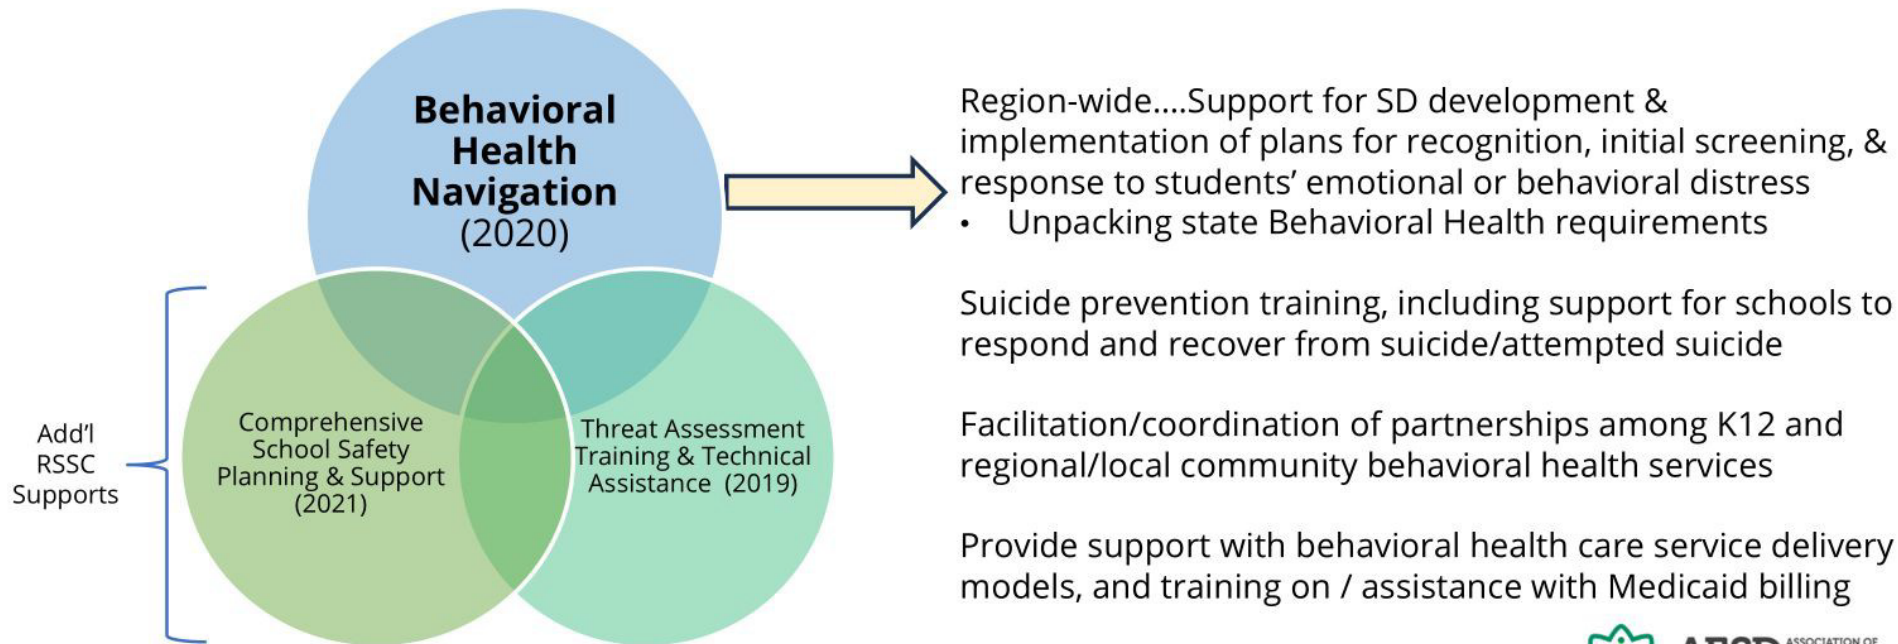 Behavioral
Health
Navigation
(2020)
Add'l
RSSC
Supports
Comprehensive
School Safety
Planning & Support
(2021)
Threat Assessment
Training & Technical
Assistance (2019)
Region-wide....Support for SD development &
implementation of plans for recognition, initial screening, &
response to students’ emotional or behavioral distress
• Unpacking state Behavioral Health requirements
Suicide prevention training, including support for schools to
respond and recover from suicide/attempted suicide
Facilitation/coordination of partnerships among K12 and
regional/local community behavioral health services
Provide support with behavioral health care service delivery
models, and training on / assistance with Medicaid billing
AESD ASSOCIATION OF